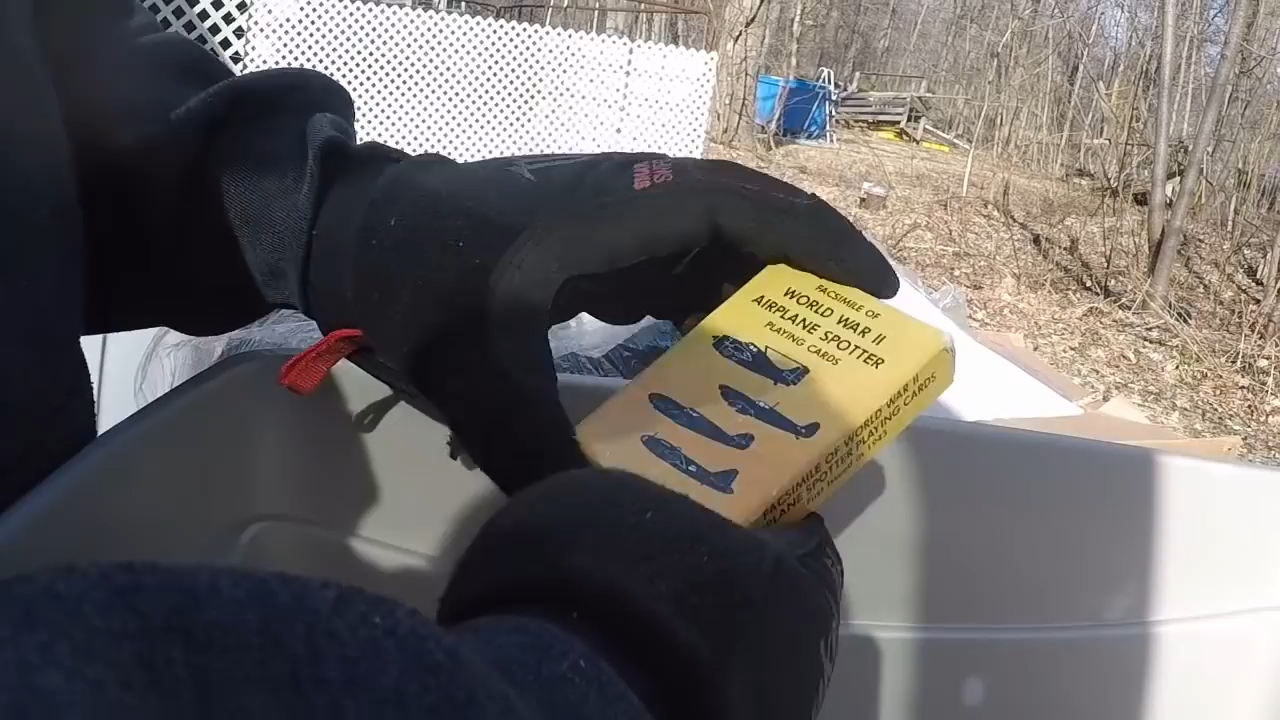 FACSIMILE OF
WORLD WAR II
AIRPLANE SPOTTER
PLAYING CARDS
FACSIMILE OF WORLD WAR II
PLANE SPOTTER PLAYING CARDS
First Issued in 1943